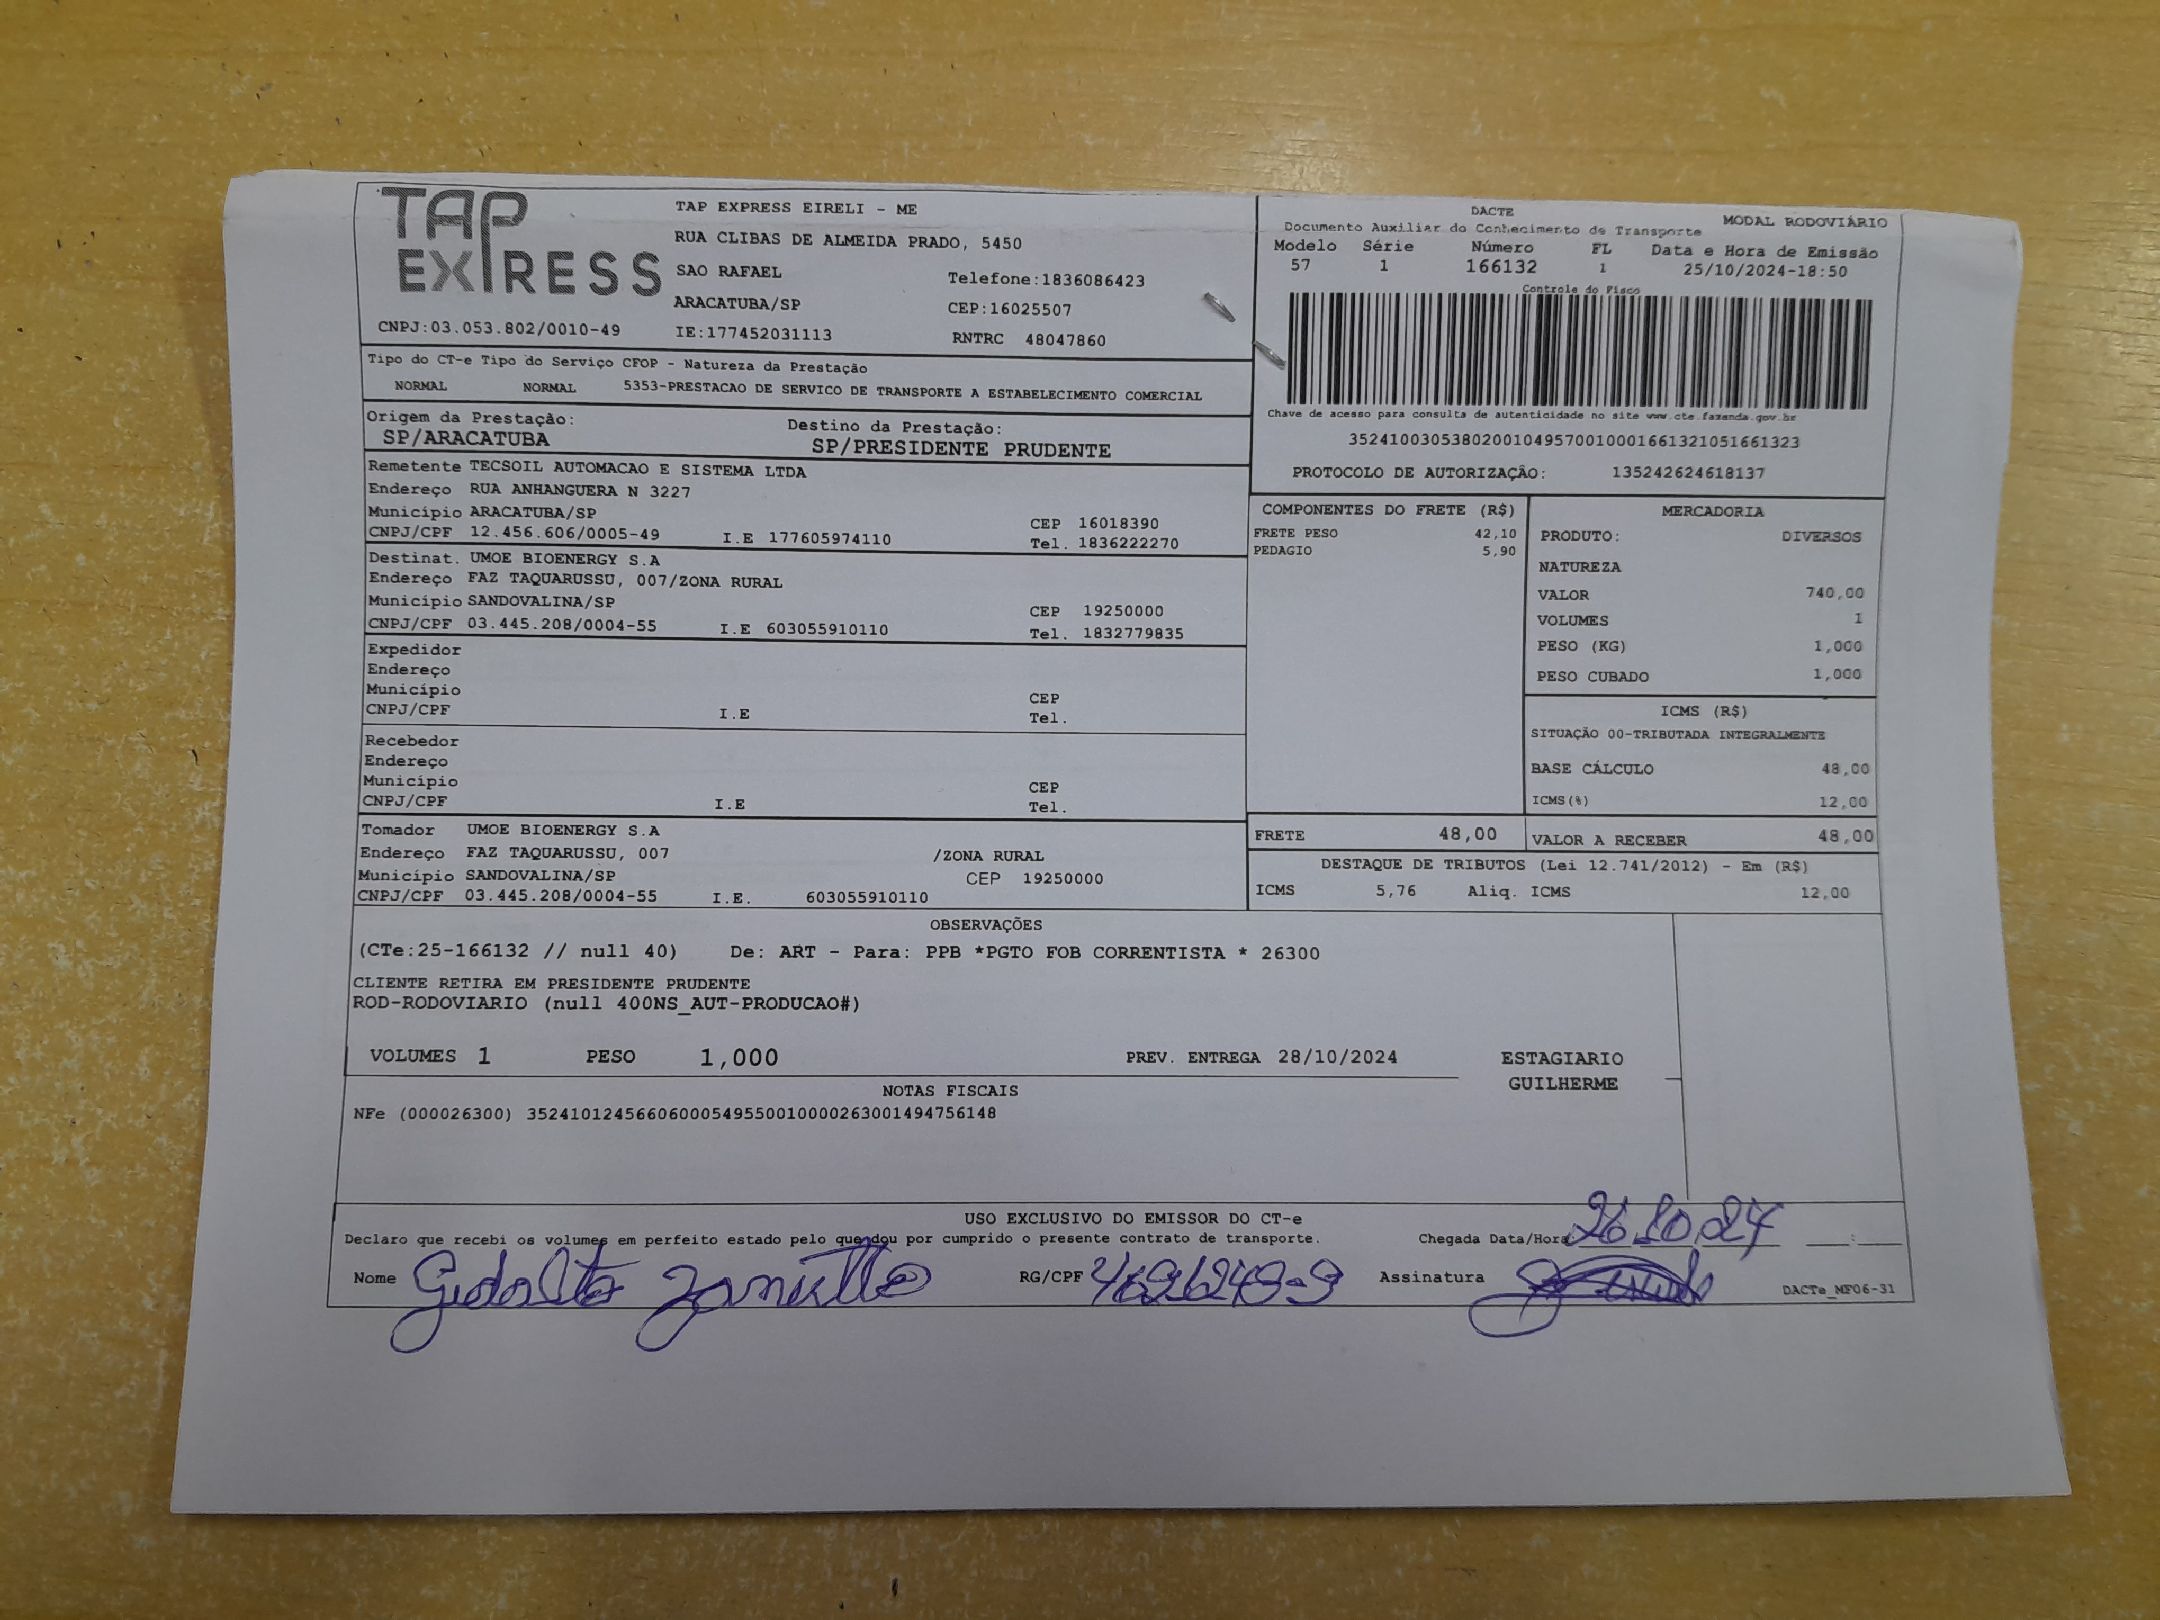 TAP EXPRESS
TAP EXPRESS EIRELI - ME
RUA CLIBAS DE ALMEIDA PRADO, 5450
SAO RAFAEL Telefone:1836086423
ARACATUBA/SP CEP:16025507
CNPJ:03.053.802/0010-49 IE:177452031113 RNTRC 48047860
DACTE MODAL RODOVIÁRIO
Documento Auxiliar do Conhecimento de Transporte
Modelo Série Número FL Data e Hora de Emissão
57 1 166132 1 25/10/2024-18:50
Controle do Fisco
Chave de acesso para consulta de autenticidade no site www.cte.fazenda.gov.br
35241003053802001049570010001661321051661323
PROTOCOLO DE AUTORIZAÇÃO: 135242624618137
Tipo do CT-e Tipo do Serviço CFOP - Natureza da Prestação
NORMAL NORMAL 5353-PRESTACAO DE SERVICO DE TRANSPORTE A ESTABELECIMENTO COMERCIAL
Origem da Prestação: Destino da Prestação:
SP/ARACATUBA SP/PRESIDENTE PRUDENTE
Remetente TECSOIL AUTOMACAO E SISTEMA LTDA
Endereço RUA ANHANGUERA N 3227
Município ARACATUBA/SP CEP 16018390
CNPJ/CPF 12.456.606/0005-49 I.E 177605974110 Tel. 1836222270
Destinat. UMOE BIOENERGY S.A
Endereço FAZ TAQUARUSSU, 007/ZONA RURAL
Município SANDOVALINA/SP CEP 19250000
CNPJ/CPF 03.445.208/0004-55 I.E 603055910110 Tel. 1832779835
Expedidor
Endereço
Município CEP
CNPJ/CPF I.E Tel.
Recebedor
Endereço
Município CEP
CNPJ/CPF I.E Tel.
Tomador UMOE BIOENERGY S.A
Endereço FAZ TAQUARUSSU, 007 /ZONA RURAL
Município SANDOVALINA/SP CEP 19250000
CNPJ/CPF 03.445.208/0004-55 I.E. 603055910110
COMPONENTES DO FRETE (R$)
FRETE PESO 42,10
PEDAGIO 5,90
MERCADORIA
PRODUTO: DIVERSOS
NATUREZA
VALOR 740,00
VOLUMES 1
PESO (KG) 1,000
PESO CUBADO 1,000
ICMS (R$)
SITUAÇÃO 00-TRIBUTADA INTEGRALMENTE
BASE CÁLCULO 48,00
ICMS(%) 12,00
FRETE 48,00 VALOR A RECEBER 48,00
DESTAQUE DE TRIBUTOS (Lei 12.741/2012) - Em (R$)
ICMS 5,76 Aliq. ICMS 12,00
OBSERVAÇÕES
(CTe:25-166132 // null 40) De: ART - Para: PPB *PGTO FOB CORRENTISTA * 26300
CLIENTE RETIRA EM PRESIDENTE PRUDENTE
ROD-RODOVIARIO (null 400NS_AUT-PRODUCAO#)
VOLUMES 1 PESO 1,000 PREV. ENTREGA 28/10/2024 ESTAGIARIO
GUILHERME
NOTAS FISCAIS
NFe (000026300) 35241012456606000549550010000263001494756148
USO EXCLUSIVO DO EMISSOR DO CT-e
Declaro que recebi os volumes em perfeito estado pelo que dou por cumprido o presente contrato de transporte. Chegada Data/Hora 26 10 24 :
Nome RG/CPF Assinatura DACTe_MF06-31